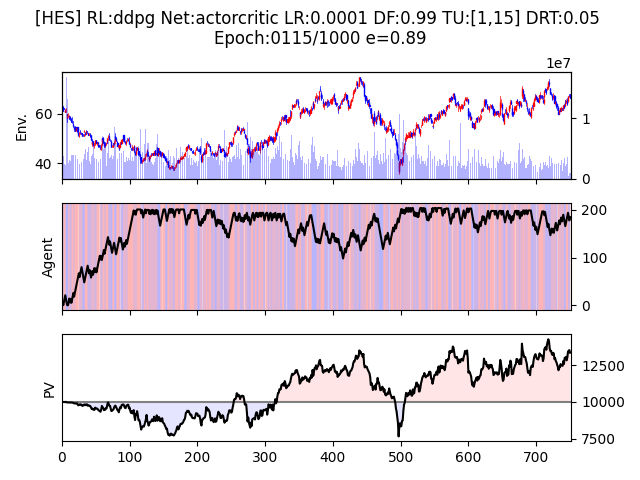 [HES] RL:ddpg Net:actorcritic LR:0.0001 DF:0.99 TU:[1,15] DRT:0.05
Epoch:0115/1000 e=0.89
1e7
60
40
Env.
1
0
Agent
200
100
0
PV
12500
10000
7500
0 100 200 300 400 500 600 700